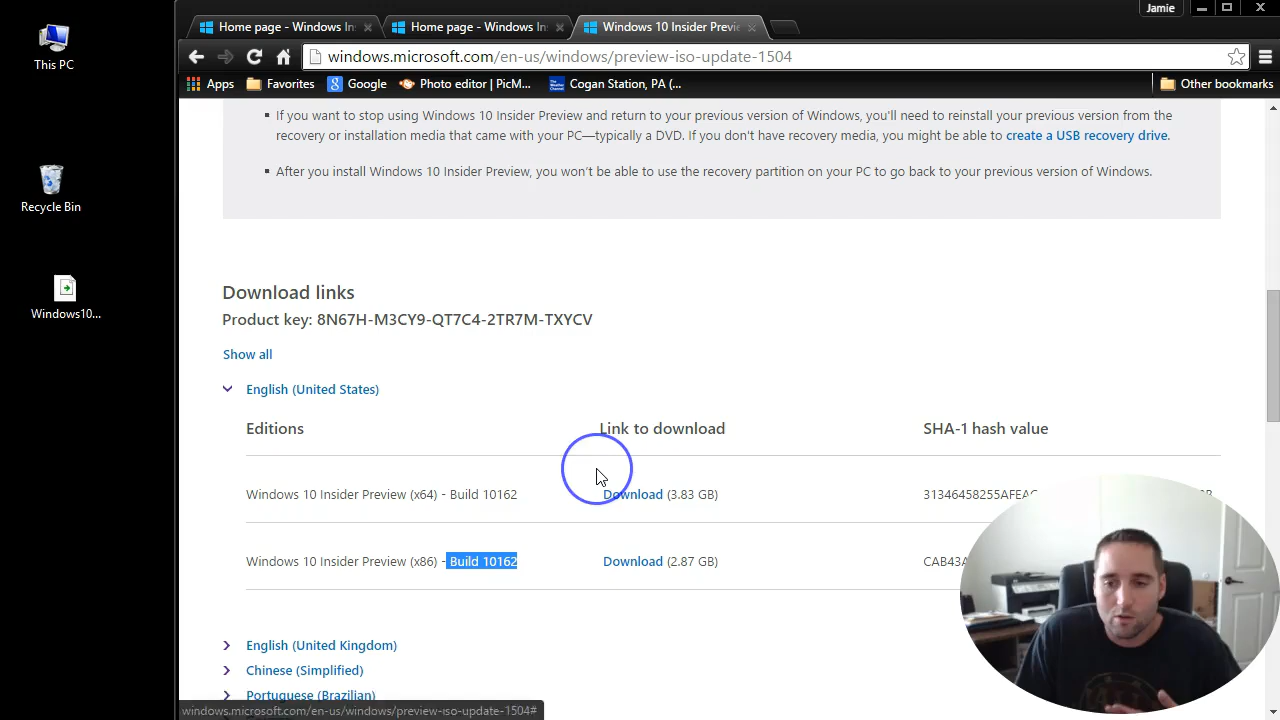 Jamie
Home page - Windows In
Home page - Windows In
Windows 10 Insider Previe
windows.microsoft.com/en-us/windows/preview-iso-update-1504
Apps
Favorites
Google
Photo editor | PicM...
Cogan Station, PA (...
Other bookmarks
This PC
Recycle Bin
Windows10...
If you want to stop using Windows 10 Insider Preview and return to your previous version of Windows, you'll need to reinstall your previous version from the
recovery or installation media that came with your PC—typically a DVD. If you don't have recovery media, you might be able to create a USB recovery drive.
After you install Windows 10 Insider Preview, you won't be able to use the recovery partition on your PC to go back to your previous version of Windows.
Download links
Product key: 8N67H-M3CY9-QT7C4-2TR7M-TXYCV
Show all
English (United States)
Editions Link to download SHA-1 hash value
Windows 10 Insider Preview (x64) - Build 10162 Download (3.83 GB) 31346458255AFEAC
Windows 10 Insider Preview (x86) - Build 10162 Download (2.87 GB) CAB43A
English (United Kingdom)
Chinese (Simplified)
Portuguese (Brazilian)
windows.microsoft.com/en-us/windows/preview-iso-update-1504#